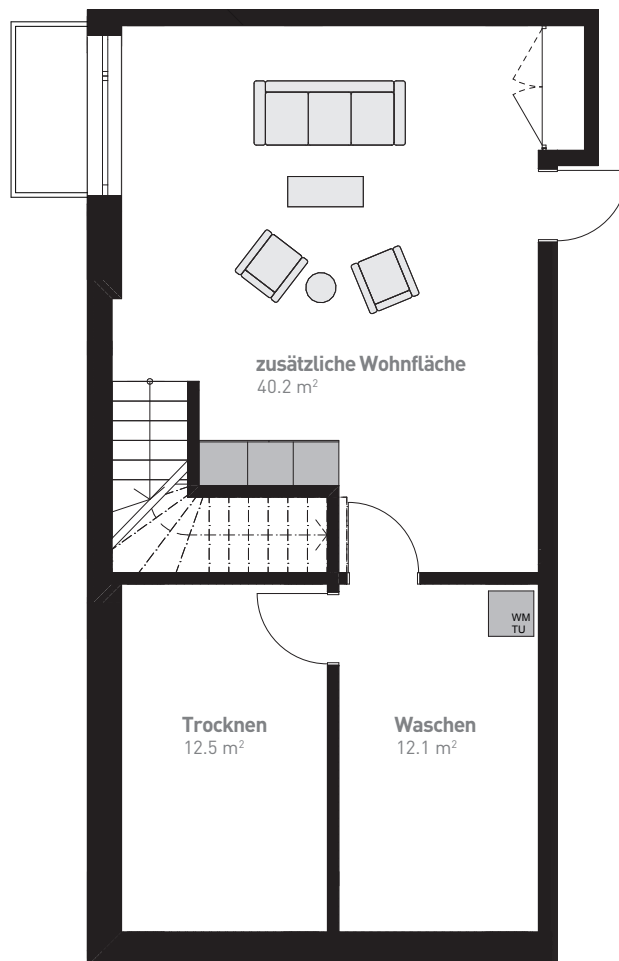 zusätzliche Wohnfläche
40.2 m²
WM
TU
Trocknen
12.5 m²
Waschen
12.1 m²